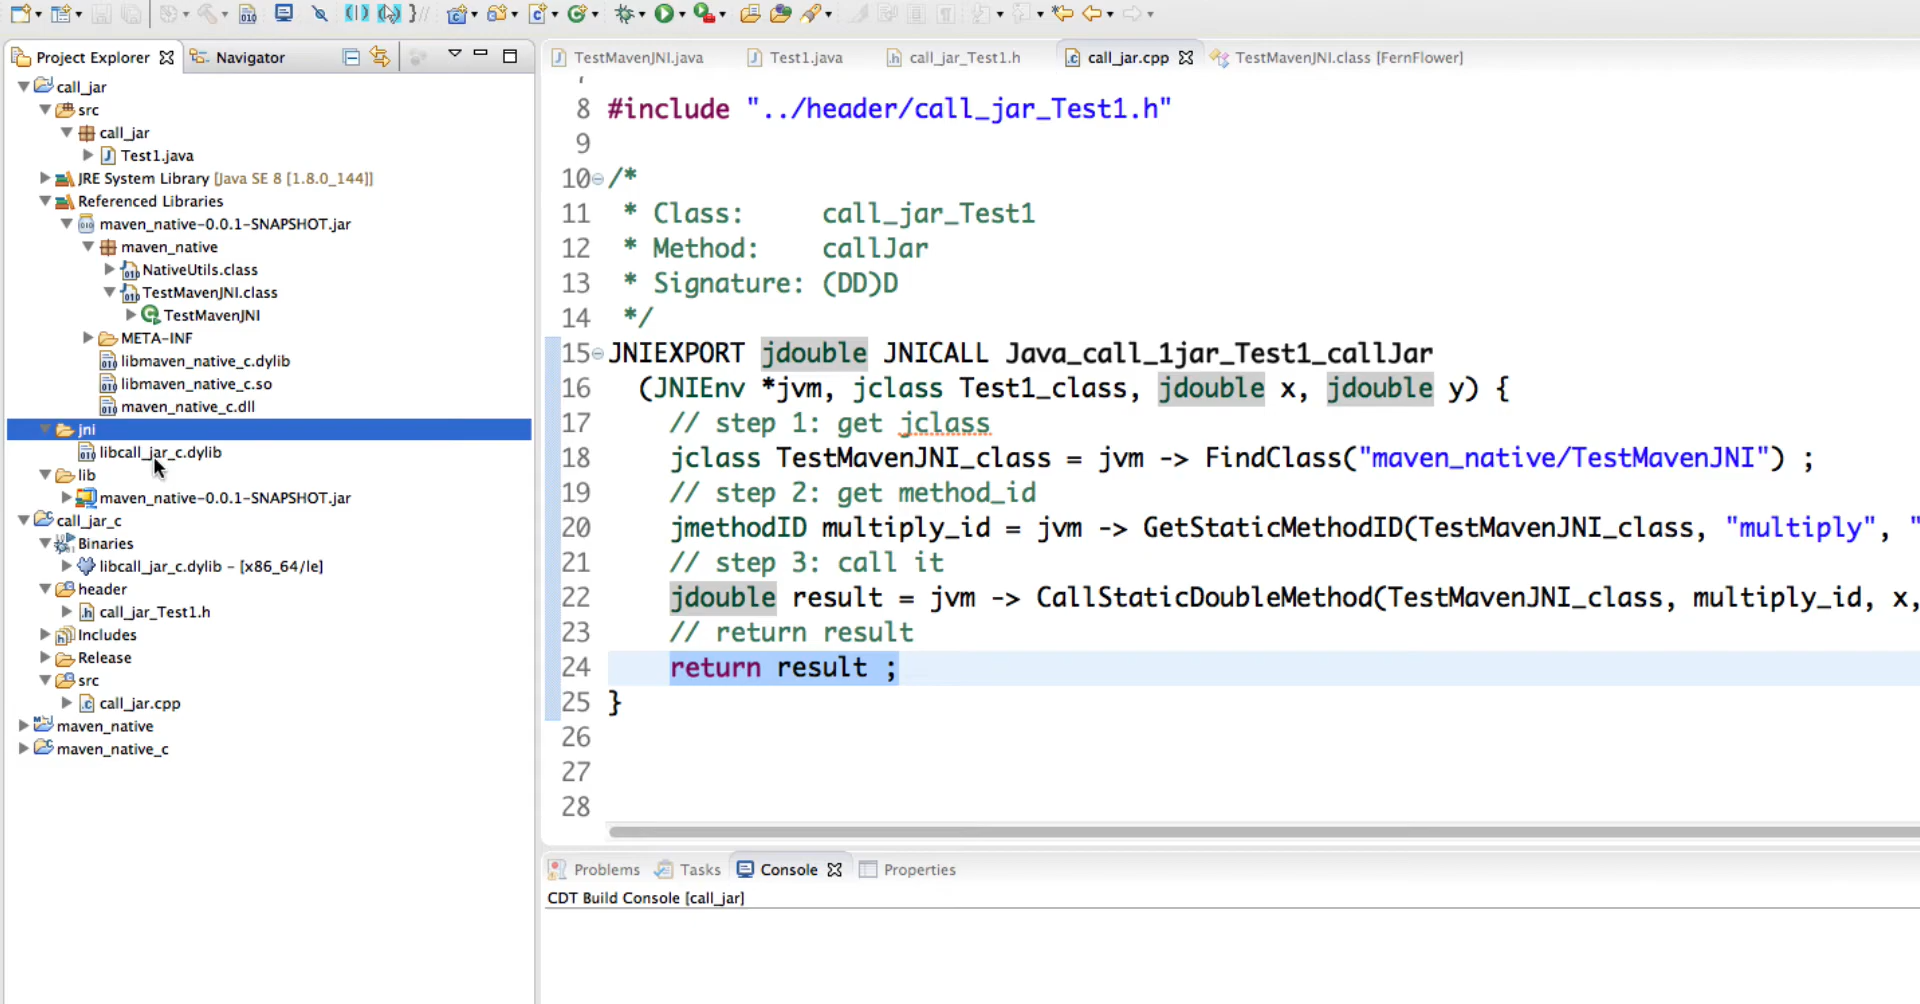 Project Explorer
Navigator
call_jar
src
call_jar
Test1.java
JRE System Library [Java SE 8 [1.8.0_144]]
Referenced Libraries
maven_native-0.0.1-SNAPSHOT.jar
maven_native
NativeUtils.class
TestMavenJNI.class
TestMavenJNI
META-INF
libmaven_native_c.dylib
libmaven_native_c.so
maven_native_c.dll
jni
libcall_jar_c.dylib
lib
maven_native-0.0.1-SNAPSHOT.jar
call_jar_c
Binaries
libcall_jar_c.dylib - [x86_64/le]
header
call_jar_Test1.h
Includes
Release
src
call_jar.cpp
maven_native
maven_native_c
TestMavenJNI.java
Test1.java
call_jar_Test1.h
call_jar.cpp
TestMavenJNI.class [FernFlower]
8 #include "../header/call_jar_Test1.h"
9
10 /*
11 * Class: call_jar_Test1
12 * Method: callJar
13 * Signature: (DD)D
14 */
15 JNIEXPORT jdouble JNICALL Java_call_1jar_Test1_callJar
16 (JNIEnv *jvm, jclass Test1_class, jdouble x, jdouble y) {
17 // step 1: get jclass
18 jclass TestMavenJNI_class = jvm -> FindClass("maven_native/TestMavenJNI") ;
19 // step 2: get method_id
20 jmethodID multiply_id = jvm -> GetStaticMethodID(TestMavenJNI_class, "multiply", "
21 // step 3: call it
22 jdouble result = jvm -> CallStaticDoubleMethod(TestMavenJNI_class, multiply_id, x,
23 // return result
24 return result ;
25 }
26
27
28
Problems
Tasks
Console
Properties
CDT Build Console [call_jar]